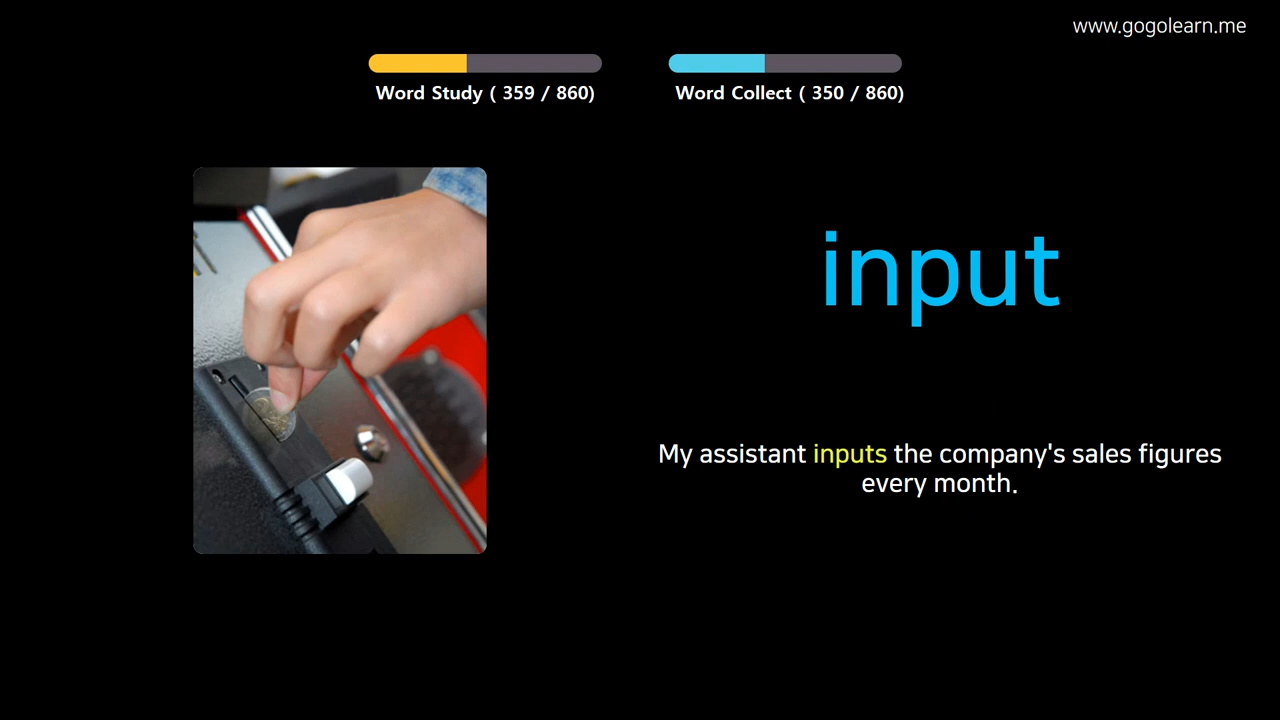 www.gogolearn.me
Word Study ( 359 / 860)
Word Collect ( 350 / 860)
input
My assistant inputs the company's sales figures
every month.